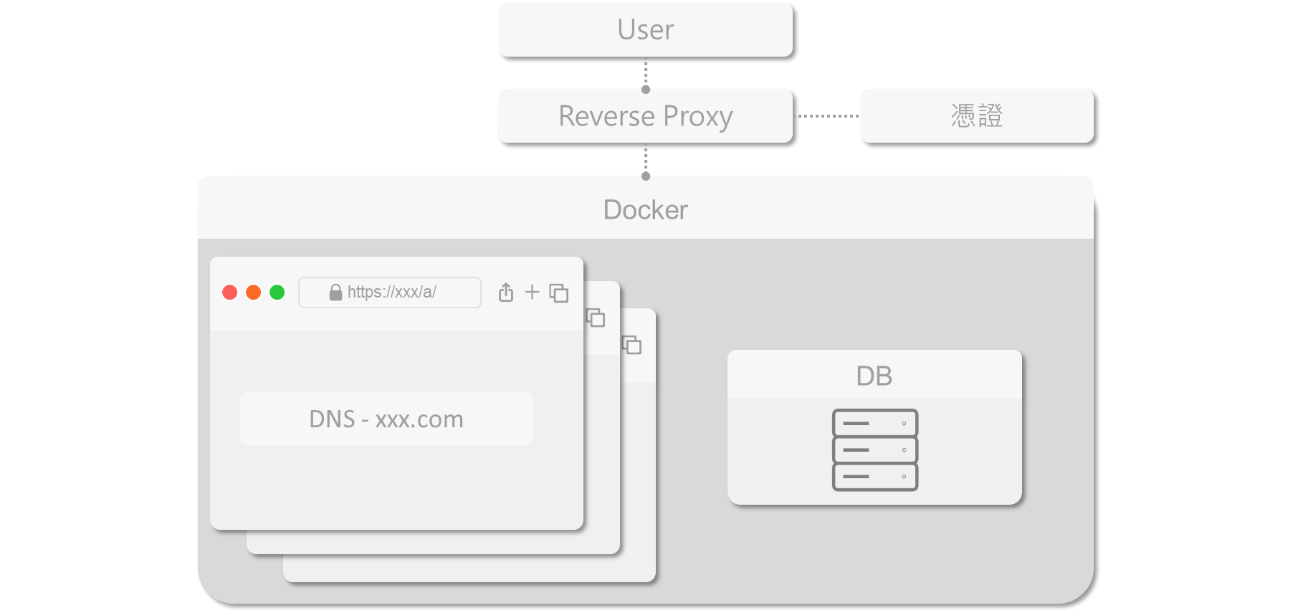 User
Reverse Proxy
憑證
Docker
https://xxx/a/
DNS - xxx.com
DB